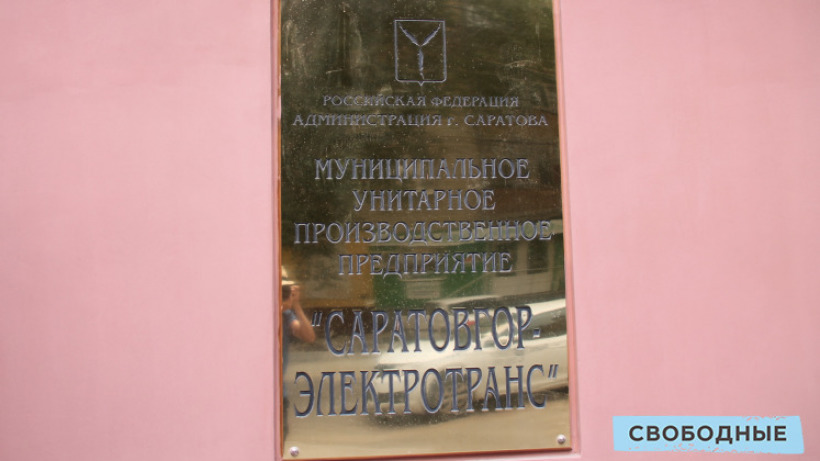 РОССИЙСКАЯ ФЕДЕРАЦИЯ
АДМИНИСТРАЦИЯ г. САРАТОВА
МУНИЦИПАЛЬНОЕ
УНИТАРНОЕ
ПРОИЗВОДСТВЕННОЕ
ПРЕДПРИЯТИЕ
"САРАТОВГОР-
ЭЛЕКТРОТРАНС"
СВОБОДНЫЕ